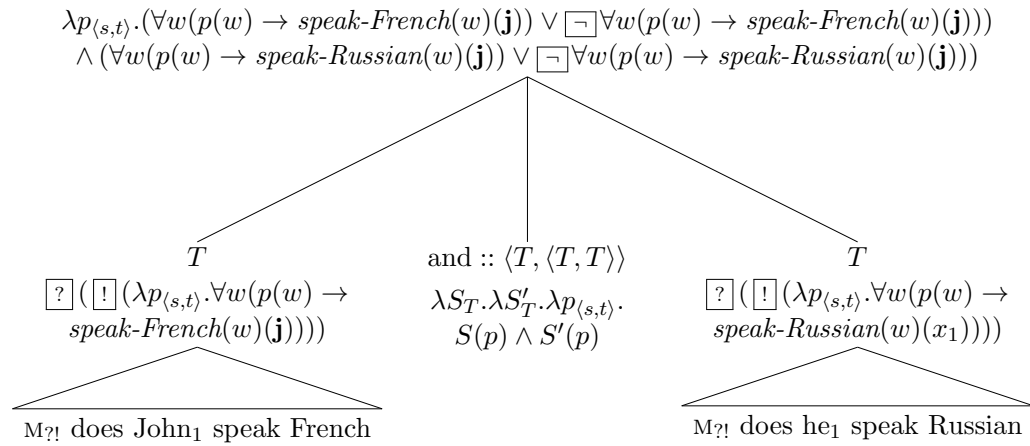 λp⟨s,t⟩.(∀w(p(w) → speak-French(w)(j)) ∨ [¬]∀w(p(w) → speak-French(w)(j)))
∧ (∀w(p(w) → speak-Russian(w)(j)) ∨ [¬]∀w(p(w) → speak-Russian(w)(j)))
T
[?]([!](λp⟨s,t⟩.∀w(p(w) →
speak-French(w)(j))))
M?! does John₁ speak French
and :: ⟨T, ⟨T, T⟩⟩
λS_T.λS′_T.λp⟨s,t⟩.
S(p) ∧ S′(p)
T
[?]([!](λp⟨s,t⟩.∀w(p(w) →
speak-Russian(w)(x₁))))
M?! does he₁ speak Russian